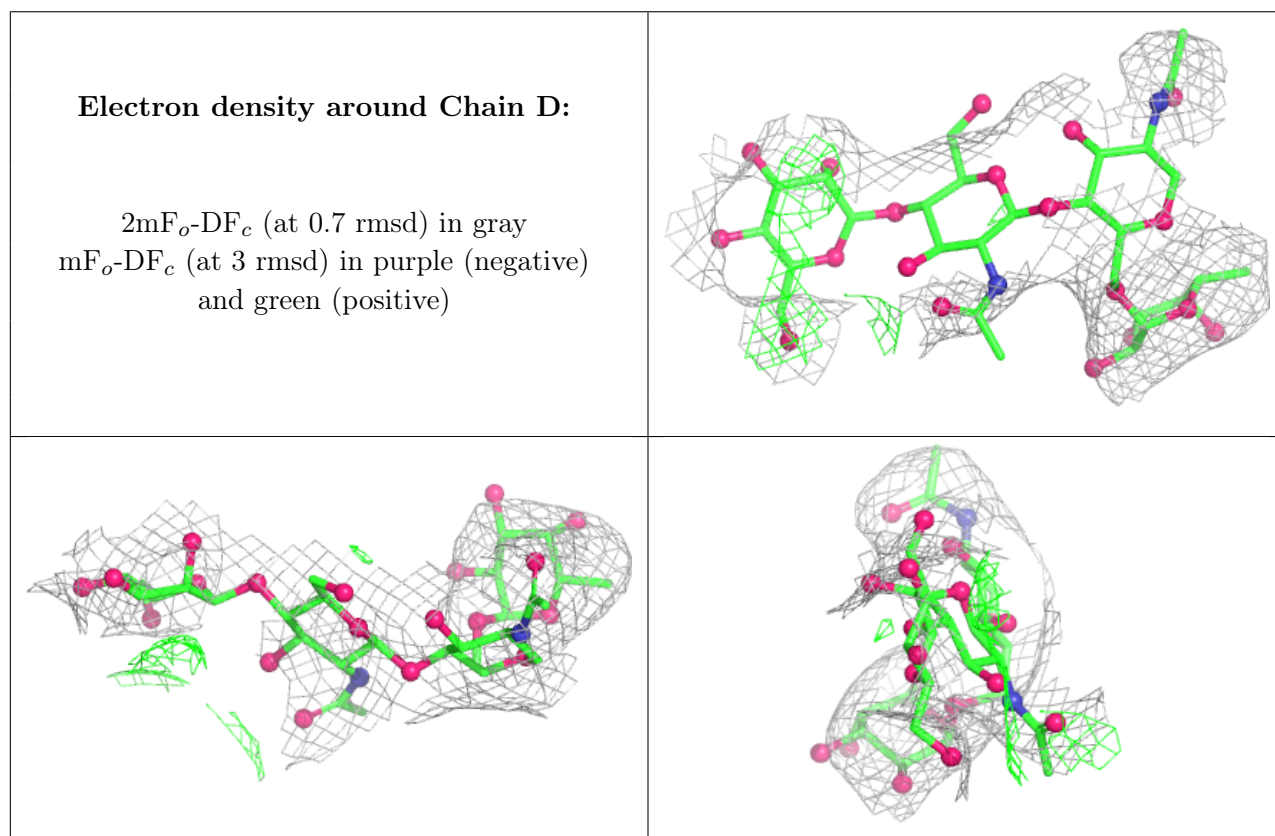 Electron density around Chain D:
2mFₒ-DF𝒸 (at 0.7 rmsd) in gray
mFₒ-DF𝒸 (at 3 rmsd) in purple (negative)
and green (positive)